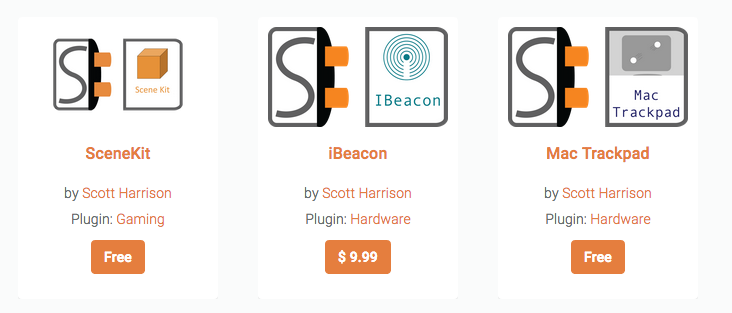 Scene Kit
SceneKit
by Scott Harrison
Plugin: Gaming
Free
IBeacon
iBeacon
by Scott Harrison
Plugin: Hardware
$ 9.99
Mac
Trackpad
Mac Trackpad
by Scott Harrison
Plugin: Hardware
Free